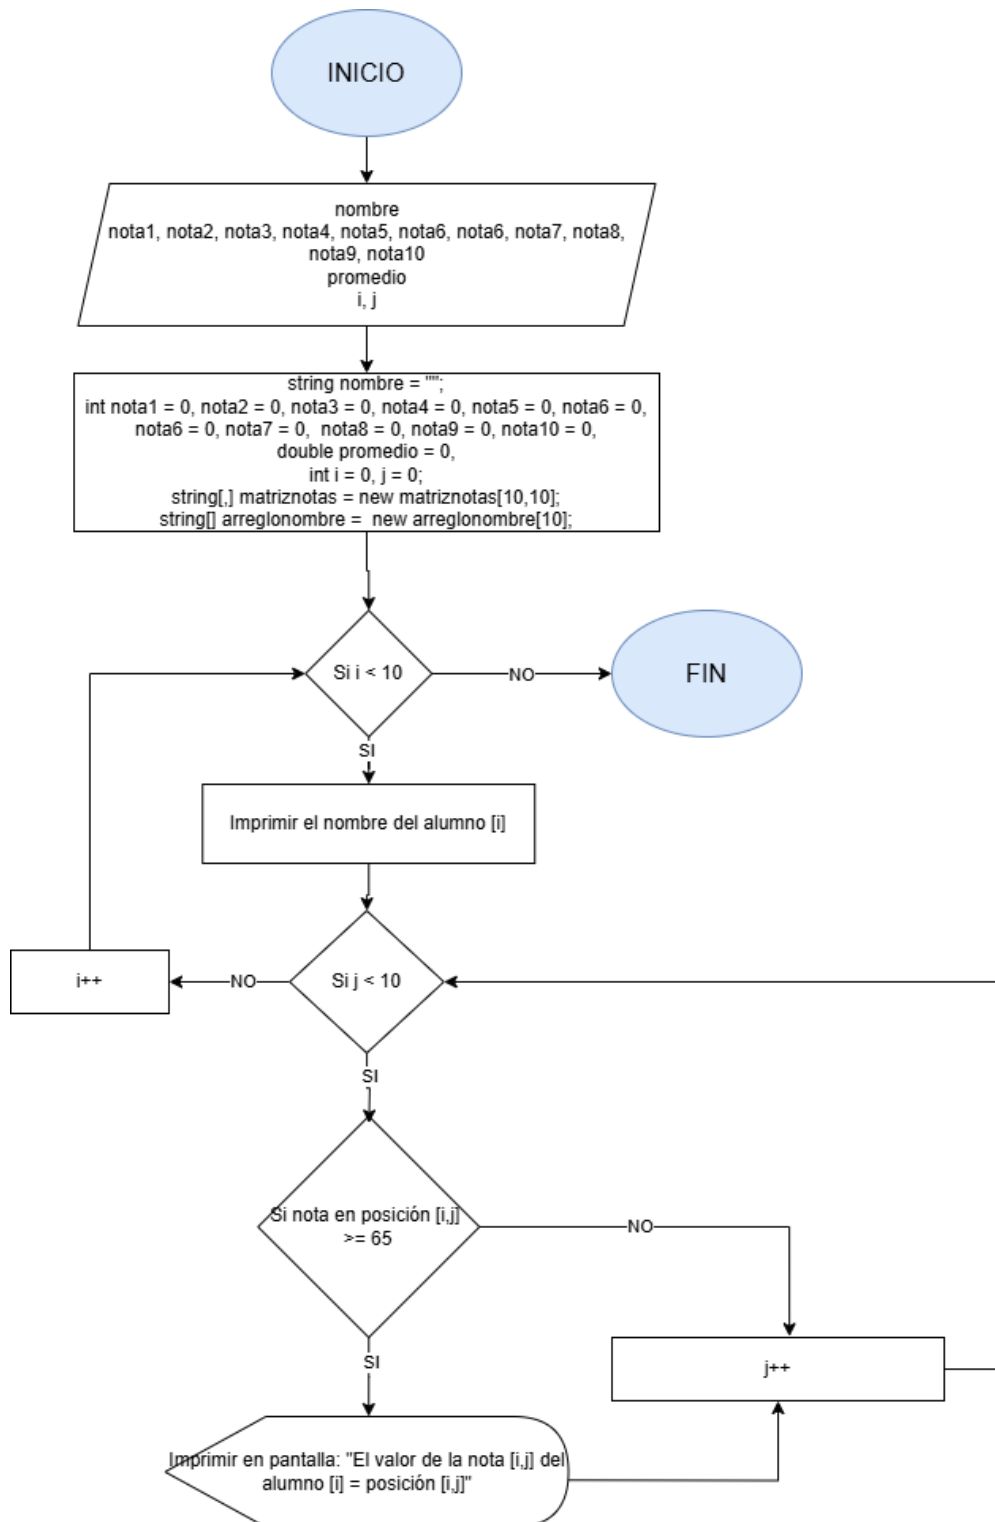 INICIO
nombre
nota1, nota2, nota3, nota4, nota5, nota6, nota6, nota7, nota8,
nota9, nota10
promedio
i, j
string nombre = "";
int nota1 = 0, nota2 = 0, nota3 = 0, nota4 = 0, nota5 = 0, nota6 = 0,
nota6 = 0, nota7 = 0, nota8 = 0, nota9 = 0, nota10 = 0,
double promedio = 0,
int i = 0, j = 0;
string[,] matriznotas = new matriznotas[10,10];
string[] arreglonombre = new arreglonombre[10];
Si i < 10
NO
FIN
SI
Imprimir el nombre del alumno [i]
i++
NO
Si j < 10
SI
Si nota en posición [i,j]
>= 65
NO
SI
j++
Imprimir en pantalla: "El valor de la nota [i,j] del
alumno [i] = posición [i,j]"